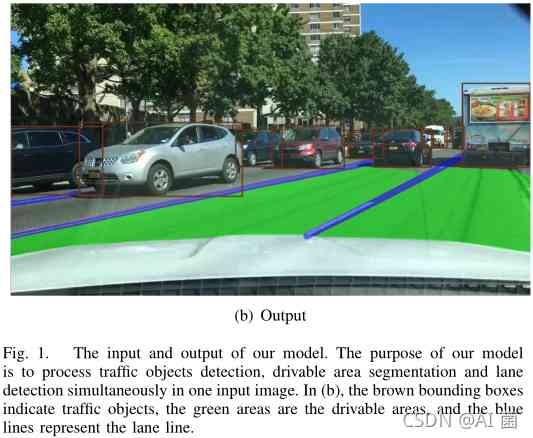 (b) Output
Fig. 1. The input and output of our model. The purpose of our model
is to process traffic objects detection, drivable area segmentation and lane
detection simultaneously in one input image. In (b), the brown bounding boxes
indicate traffic objects, the green areas are the drivable areas, and the blue
lines represent the lane line.
CSDN @AI 菌